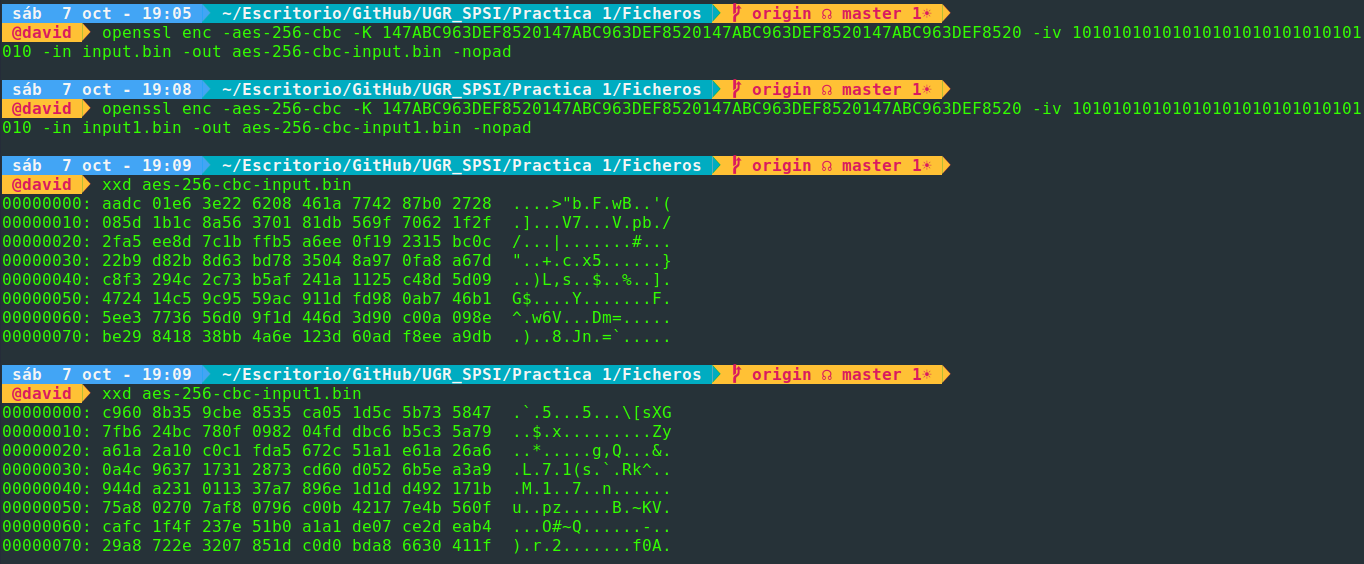 sáb  7 oct - 19:05  ~/Escritorio/GitHub/UGR_SPSI/Practica 1/Ficheros  origin ☊ master 1☀
@david  openssl enc -aes-256-cbc -K 147ABC963DEF8520147ABC963DEF8520147ABC963DEF8520147ABC963DEF8520 -iv 10101010101010101010101010101
010 -in input.bin -out aes-256-cbc-input.bin -nopad
sáb  7 oct - 19:08  ~/Escritorio/GitHub/UGR_SPSI/Practica 1/Ficheros  origin ☊ master 1☀
@david  openssl enc -aes-256-cbc -K 147ABC963DEF8520147ABC963DEF8520147ABC963DEF8520147ABC963DEF8520 -iv 10101010101010101010101010101
010 -in input1.bin -out aes-256-cbc-input1.bin -nopad
sáb  7 oct - 19:09  ~/Escritorio/GitHub/UGR_SPSI/Practica 1/Ficheros  origin ☊ master 1☀
@david  xxd aes-256-cbc-input.bin
00000000: aadc 01e6 3e22 6208 461a 7742 87b0 2728  ....>"b.F.wB..'(
00000010: 085d 1b1c 8a56 3701 81db 569f 7062 1f2f  .]...V7...V.pb./
00000020: 2fa5 ee8d 7c1b ffb5 a6ee 0f19 2315 bc0c  /...|.......#...
00000030: 22b9 d82b 8d63 bd78 3504 8a97 0fa8 a67d  "..+.c.x5......}
00000040: c8f3 294c 2c73 b5af 241a 1125 c48d 5d09  ..)L,s..$..%..].
00000050: 4724 14c5 9c95 59ac 911d fd98 0ab7 46b1  G$....Y.......F.
00000060: 5ee3 7736 56d0 9f1d 446d 3d90 c00a 098e  ^.w6V...Dm=.....
00000070: be29 8418 38bb 4a6e 123d 60ad f8ee a9db  .)..8.Jn.=`.....
sáb  7 oct - 19:09  ~/Escritorio/GitHub/UGR_SPSI/Practica 1/Ficheros  origin ☊ master 1☀
@david  xxd aes-256-cbc-input1.bin
00000000: c960 8b35 9cbe 8535 ca05 1d5c 5b73 5847  .`.5...5...\[sXG
00000010: 7fb6 24bc 780f 0982 04fd dbc6 b5c3 5a79  ..$.x.........Zy
00000020: a61a 2a10 c0c1 fda5 672c 51a1 e61a 26a6  ..*.....g,Q...&.
00000030: 0a4c 9637 1731 2873 cd60 d052 6b5e a3a9  .L.7.1(s.`.Rk^..
00000040: 944d a231 0113 37a7 896e 1d1d d492 171b  .M.1..7..n......
00000050: 75a8 0270 7af8 0796 c00b 4217 7e4b 560f  u..pz.....B.~KV.
00000060: cafc 1f4f 237e 51b0 a1a1 de07 ce2d eab4  ...O#~Q......-..
00000070: 29a8 722e 3207 851d c0d0 bda8 6630 411f  ).r.2.......f0A.